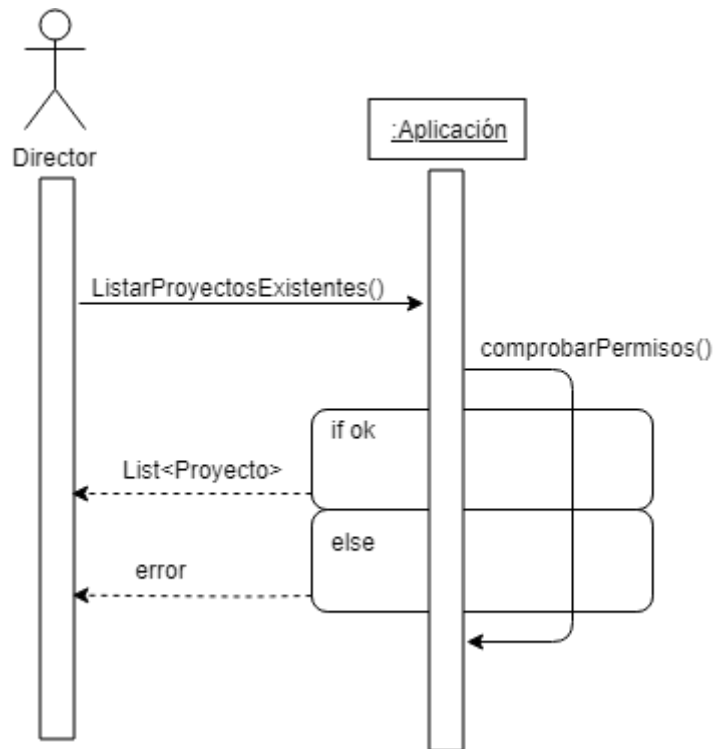 Director
:Aplicación
ListarProyectosExistentes()
comprobarPermisos()
if ok
List<Proyecto>
else
error